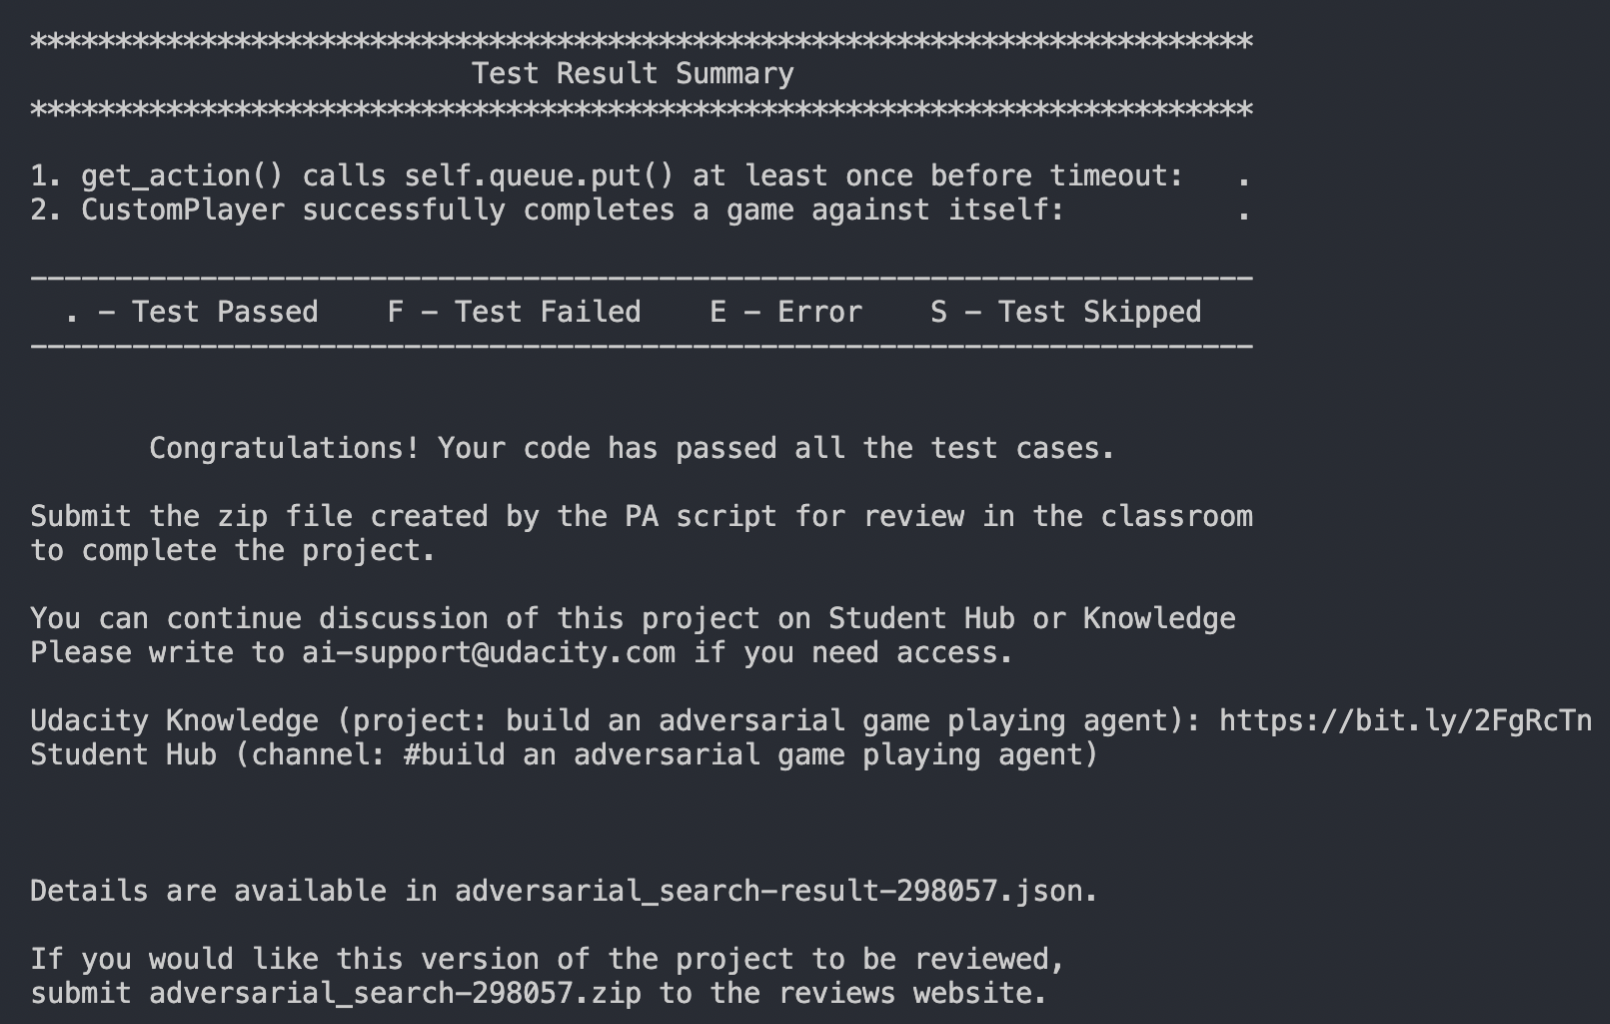 ************************************************************************
Test Result Summary
************************************************************************
1. get_action() calls self.queue.put() at least once before timeout:   .
2. CustomPlayer successfully completes a game against itself:          .
------------------------------------------------------------------------
  . - Test Passed    F - Test Failed    E - Error    S - Test Skipped
------------------------------------------------------------------------
Congratulations! Your code has passed all the test cases.
Submit the zip file created by the PA script for review in the classroom
to complete the project.
You can continue discussion of this project on Student Hub or Knowledge
Please write to ai-support@udacity.com if you need access.
Udacity Knowledge (project: build an adversarial game playing agent): https://bit.ly/2FgRcTn
Student Hub (channel: #build an adversarial game playing agent)
Details are available in adversarial_search-result-298057.json.
If you would like this version of the project to be reviewed,
submit adversarial_search-298057.zip to the reviews website.